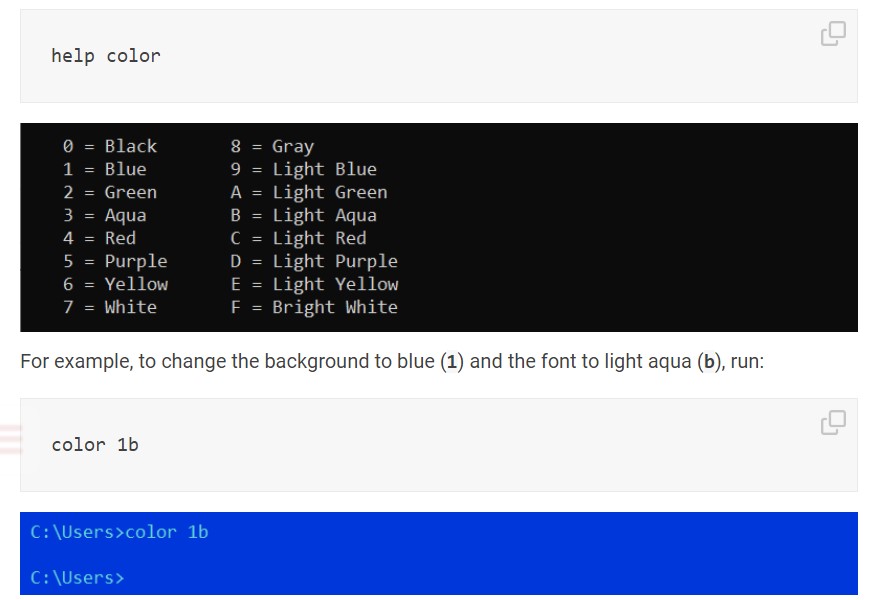 help color
0 = Black       8 = Gray
1 = Blue        9 = Light Blue
2 = Green       A = Light Green
3 = Aqua        B = Light Aqua
4 = Red         C = Light Red
5 = Purple      D = Light Purple
6 = Yellow      E = Light Yellow
7 = White       F = Bright White
For example, to change the background to blue (1) and the font to light aqua (b), run:
color 1b
C:\Users>color 1b
C:\Users>